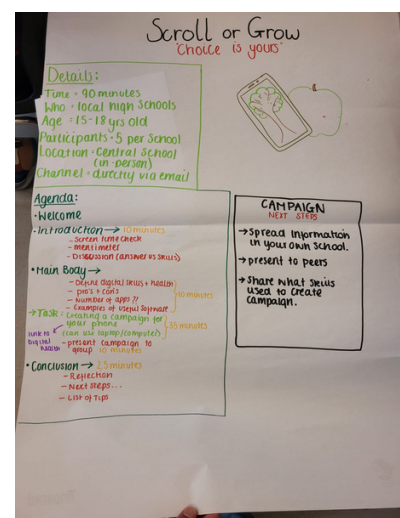 Scroll or Grow
"Choice is yours"
Details:
Time = 90 minutes
Who = local high schools
Age = 15-18 yrs old
Participants = 5 per school
Location = Central School
(in-person)
Channel = directly via email
Agenda:
• Welcome
• Introduction → 10 minutes
- Screen time check
- mentimeter
- Discussion (answer vs skills)
• Main Body →
- Define digital skills + health
- pro's + cons
- Number of apps ??
- Examples of useful software
10 minutes
→ Task: Creating a campaign for
your phone
(can use laptop/computer)
35 minutes
link to
digital
health
- present campaign to
group 10 minutes
• Conclusion → 25 minutes
- Reflection
- Next steps...
- List of Tips
CAMPAIGN
NEXT STEPS
→ Spread information
in your own school.
→ present to peers
→ Share what skills
used to create
campaign.